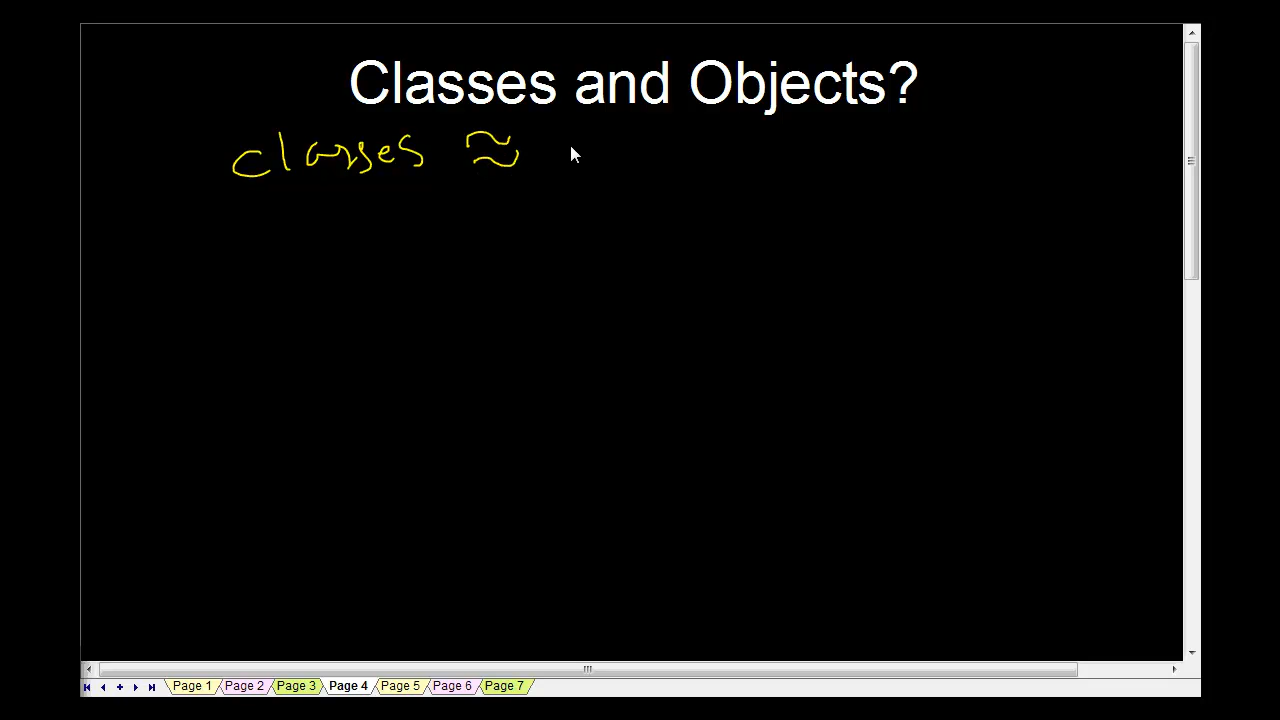 Classes and Objects?
classes ≈
Page 1 Page 2 Page 3 Page 4 Page 5 Page 6 Page 7